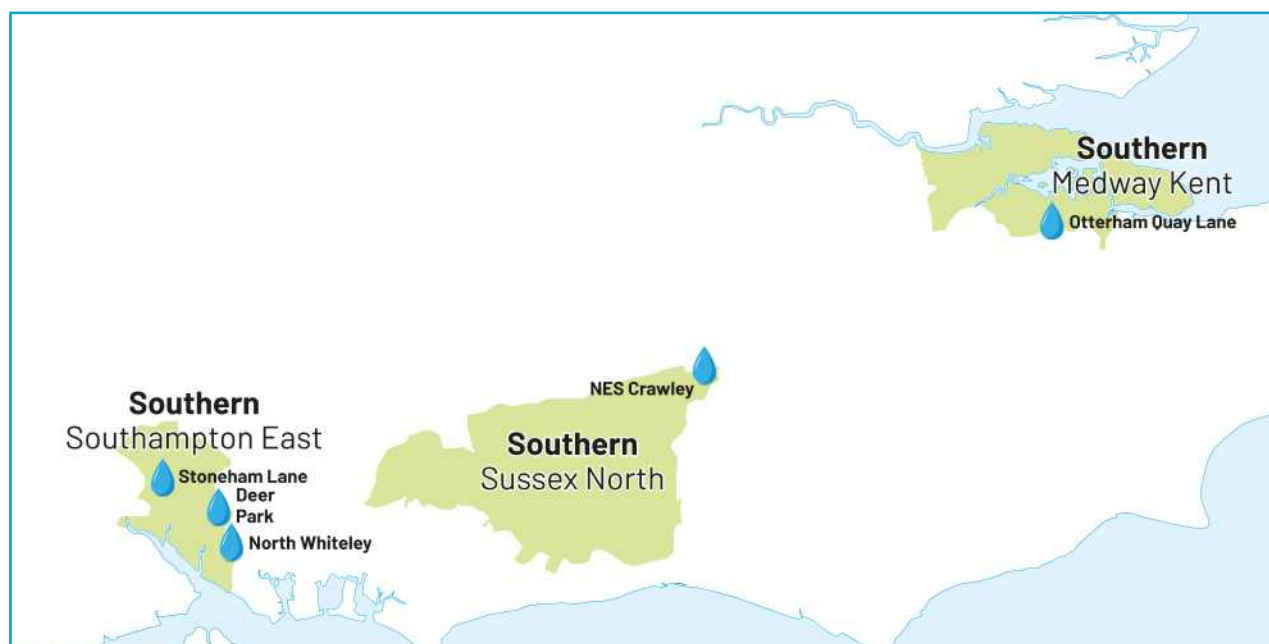 Southern
Medway Kent
Otterham Quay Lane
NES Crawley
Southern
Southampton East
Southern
Sussex North
Stoneham Lane
Deer
Park
North Whiteley